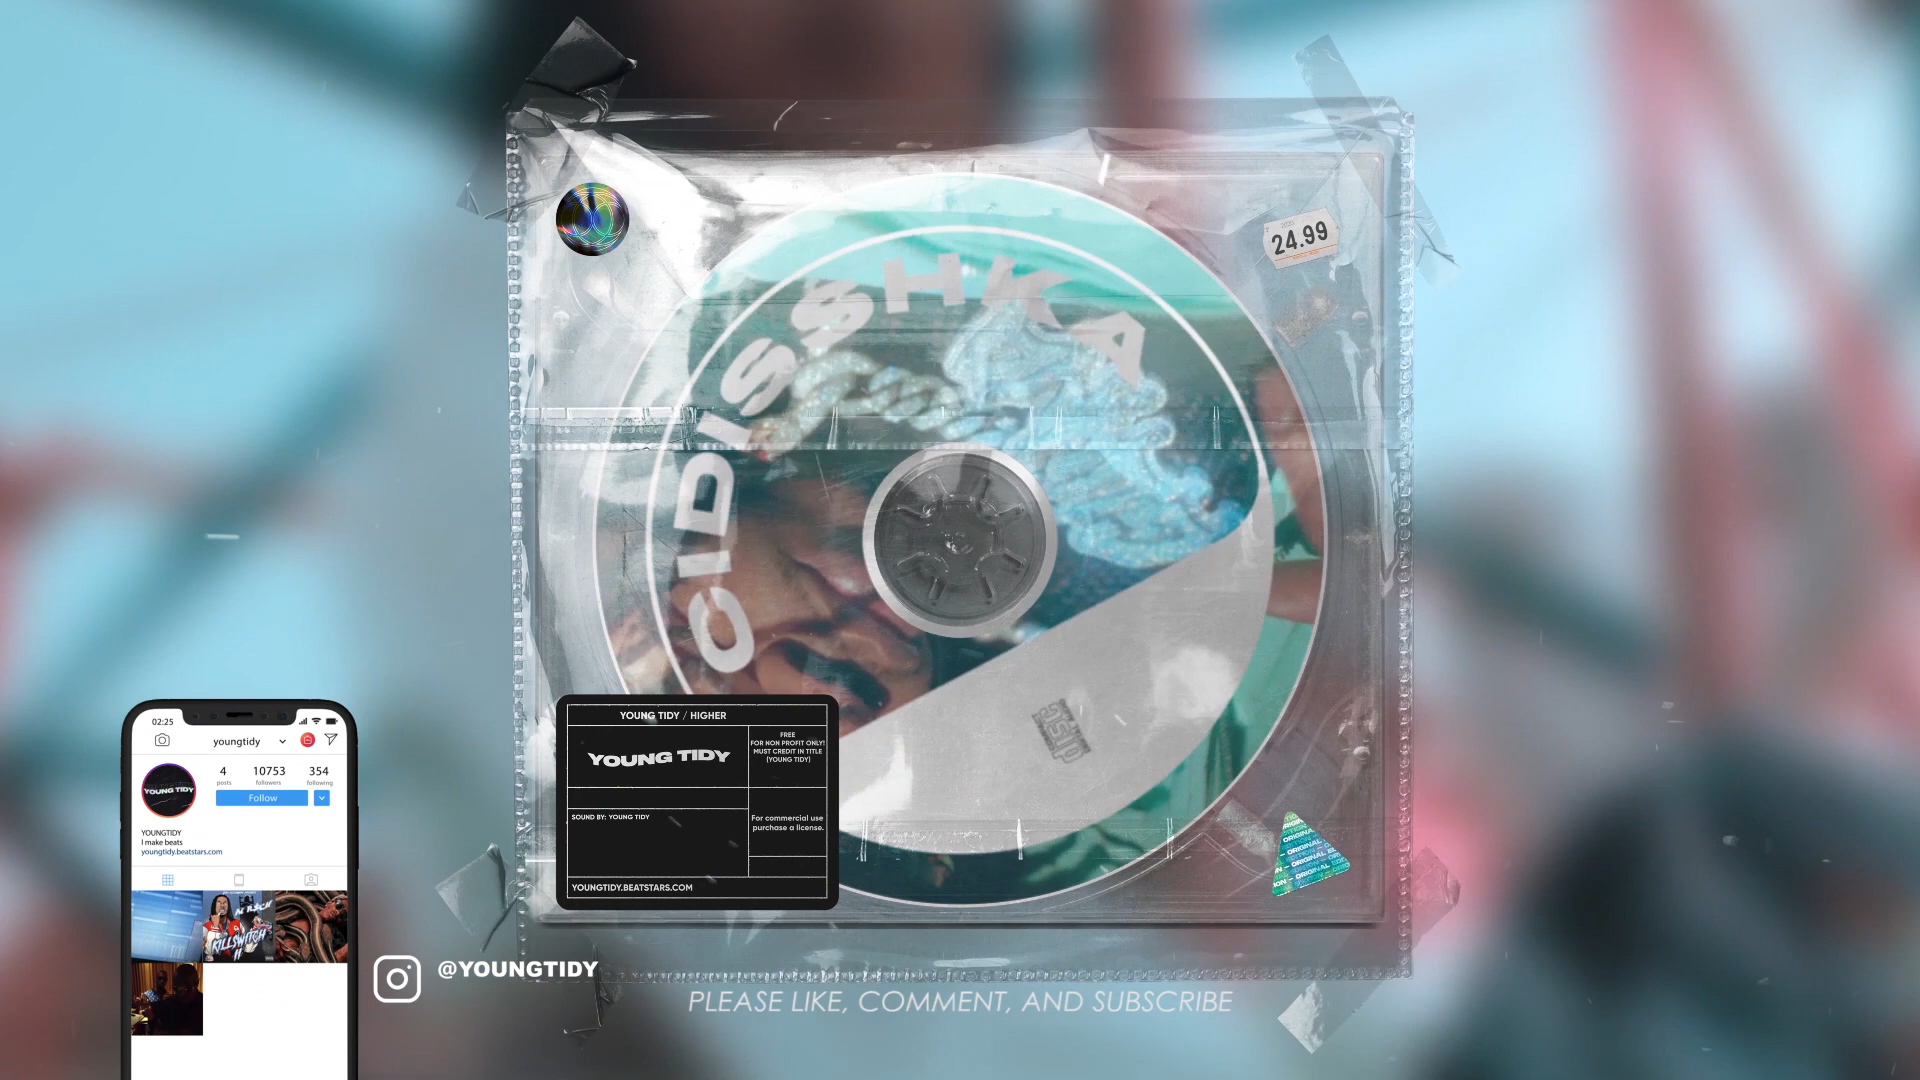 CIDISSHKA
24.99
YOUNG TIDY / HIGHER
YOUNG TIDY
FREE
FOR NON PROFIT ONLY!
MUST CREDIT IN TITLE
(YOUNG TIDY)
SOUND BY: YOUNG TIDY
For commercial use
purchase a license.
YOUNGTIDY.BEATSTARS.COM
ORIGINAL
02:25
youngtidy
YOUNG TIDY
4
10753
354
posts
followers
following
Follow
YOUNGTIDY
I make beats
youngtidy.beatstars.com
KILLSWITCH
II
@YOUNGTIDY
PLEASE LIKE, COMMENT, AND SUBSCRIBE